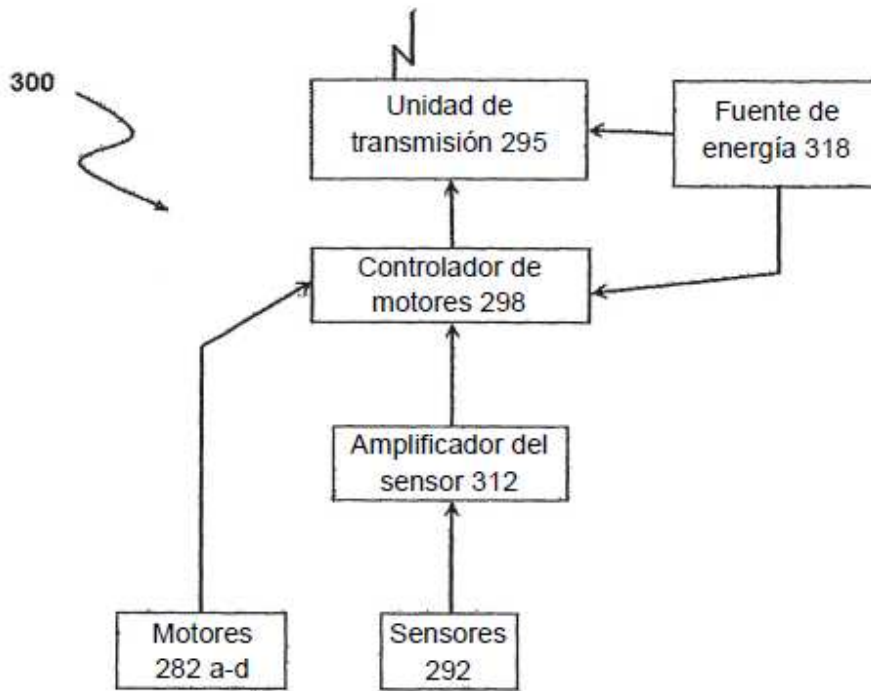 300
Unidad de
transmisión 295
Fuente de
energía 318
Controlador de
motores 298
Amplificador del
sensor 312
Motores
282 a-d
Sensores
292